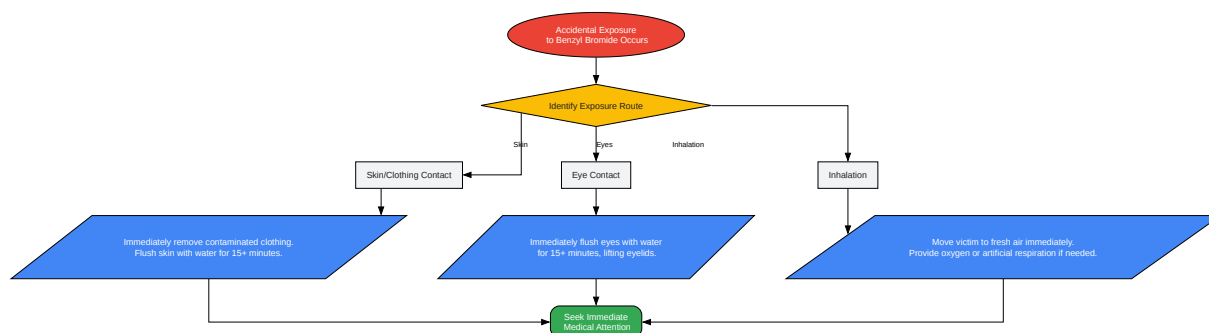 Accidental Exposure
to Benzyl Bromide Occurs
Identify Exposure Route
Skin
Eyes
Inhalation
Skin/Clothing Contact
Eye Contact
Inhalation
Immediately remove contaminated clothing.
Flush skin with water for 15+ minutes.
Immediately flush eyes with water
for 15+ minutes, lifting eyelids.
Move victim to fresh air immediately.
Provide oxygen or artificial respiration if needed.
Seek Immediate
Medical Attention